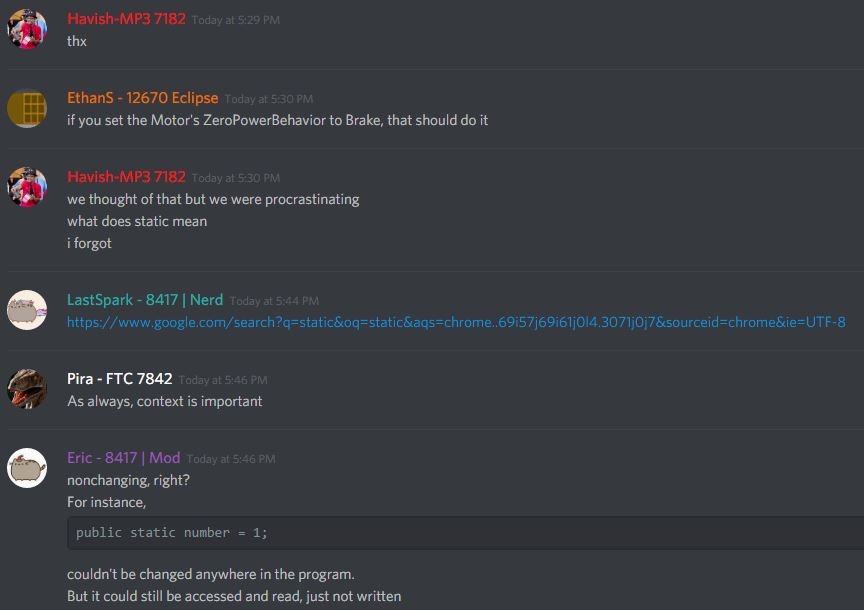 Havish-MP3 7182 Today at 5:29 PM
thx
EthanS - 12670 Eclipse Today at 5:30 PM
if you set the Motor's ZeroPowerBehavior to Brake, that should do it
Havish-MP3 7182 Today at 5:30 PM
we thought of that but we were procrastinating
what does static mean
i forgot
LastSpark - 8417 | Nerd Today at 5:44 PM
https://www.google.com/search?q=static&oq=static&aqs=chrome..69i57j69i61j0l4.3071j0j7&sourceid=chrome&ie=UTF-8
Pira - FTC 7842 Today at 5:46 PM
As always, context is important
Eric - 8417 | Mod Today at 5:46 PM
nonchanging, right?
For instance,
public static number = 1;
couldn't be changed anywhere in the program.
But it could still be accessed and read, just not written